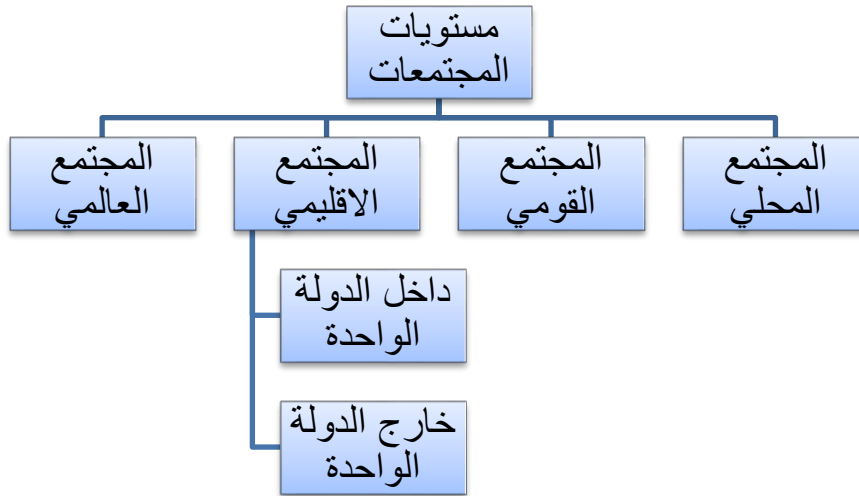 مستويات
المجتمعات
المجتمع
المحلي
المجتمع
القومي
المجتمع
الاقليمي
المجتمع
العالمي
داخل الدولة
الواحدة
خارج الدولة
الواحدة